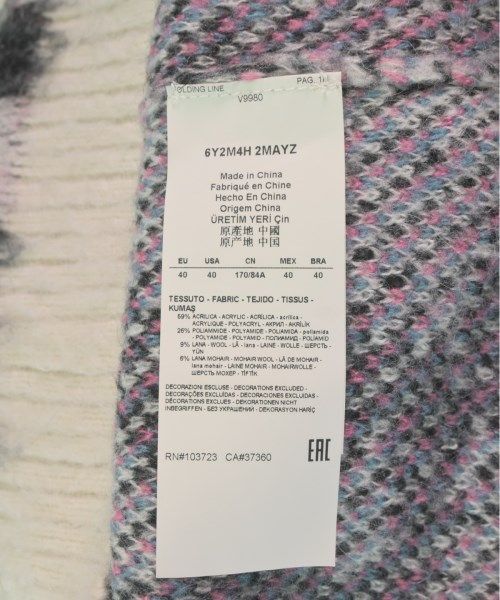 FOLDING LINE PAG. 1/1
V9980
6Y2M4H 2MAYZ
Made in China
Fabriqué en Chine
Hecho En China
Origem China
ÜRETİM YERİ Çin
原產地 中國
原产地 中国
EU USA CN MEX BRA
40 40 170/84A 40 40
TESSUTO - FABRIC - TEJIDO - TISSUS -
KUMAŞ
59% ACRILICA - ACRYLIC - ACRÍLICA - acrílica -
ACRYLIQUE - POLYACRYL - АКРИЛ - AKRİLİK
26% POLIAMMIDE - POLYAMIDE - POLIAMIDA - poliamida
- POLYAMIDE - POLYAMID - ПОЛИАМИД - POLİAMİD
9% LANA - WOOL - LÃ - lana - LAINE - WOLLE - ШЕРСТЬ -
YÜN
6% LANA MOHAIR - MOHAIR WOOL - LÃ DE MOHAIR -
lana mohair - LAINE MOHAIR - MOHAIRWOLLE -
ШЕРСТЬ МОХЕР - TİFTİK
DECORAZIONI ESCLUSE - DECORATIONS EXCLUDED -
DECORAÇÕES EXCLUÍDAS - DECORACIONES EXCLUIDAS -
DÉCORATIONS EXCLUES - DEKORATIONEN NICHT
INBEGRIFFEN - БЕЗ УКРАШЕНИЙ - DEKORASYON HARİÇ
RN#103723 CA#37360
EAC